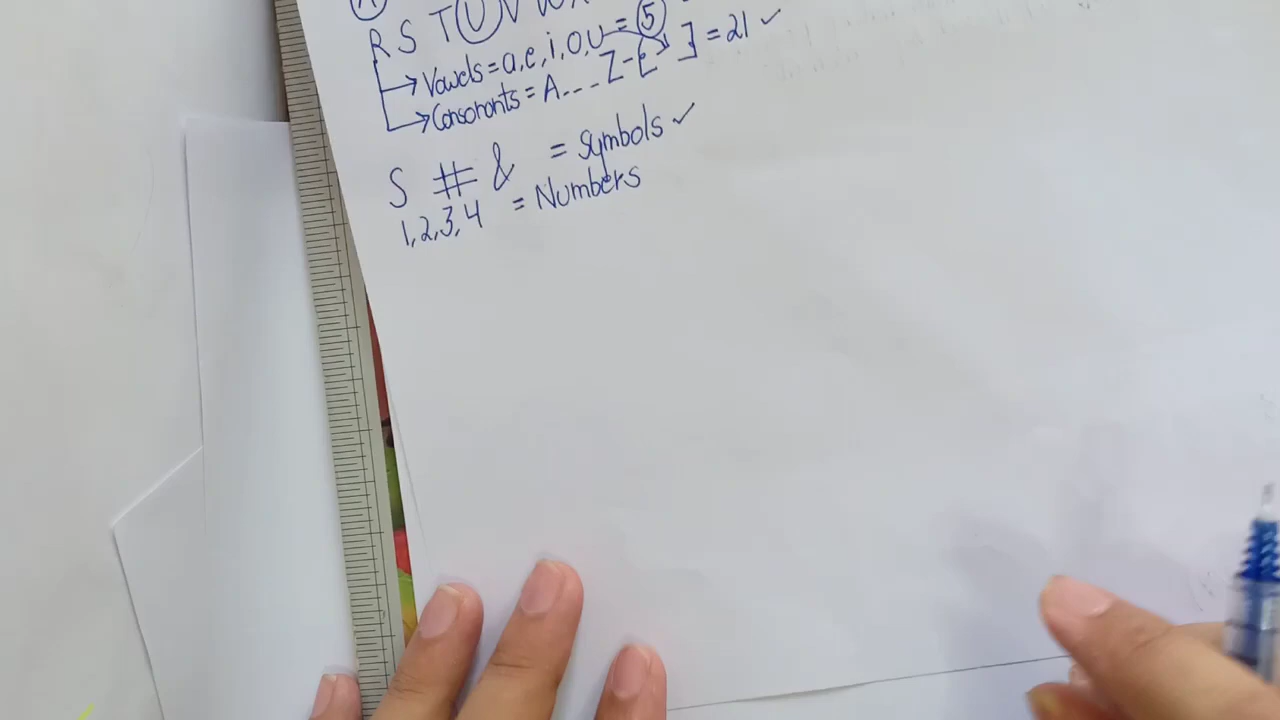 R S T U V W
Vowels = a, e, i, o, u = 5
Consonants = A - - - Z - [ ] = 21 ✓
S # & = Symbols ✓
1, 2, 3, 4 = Numbers